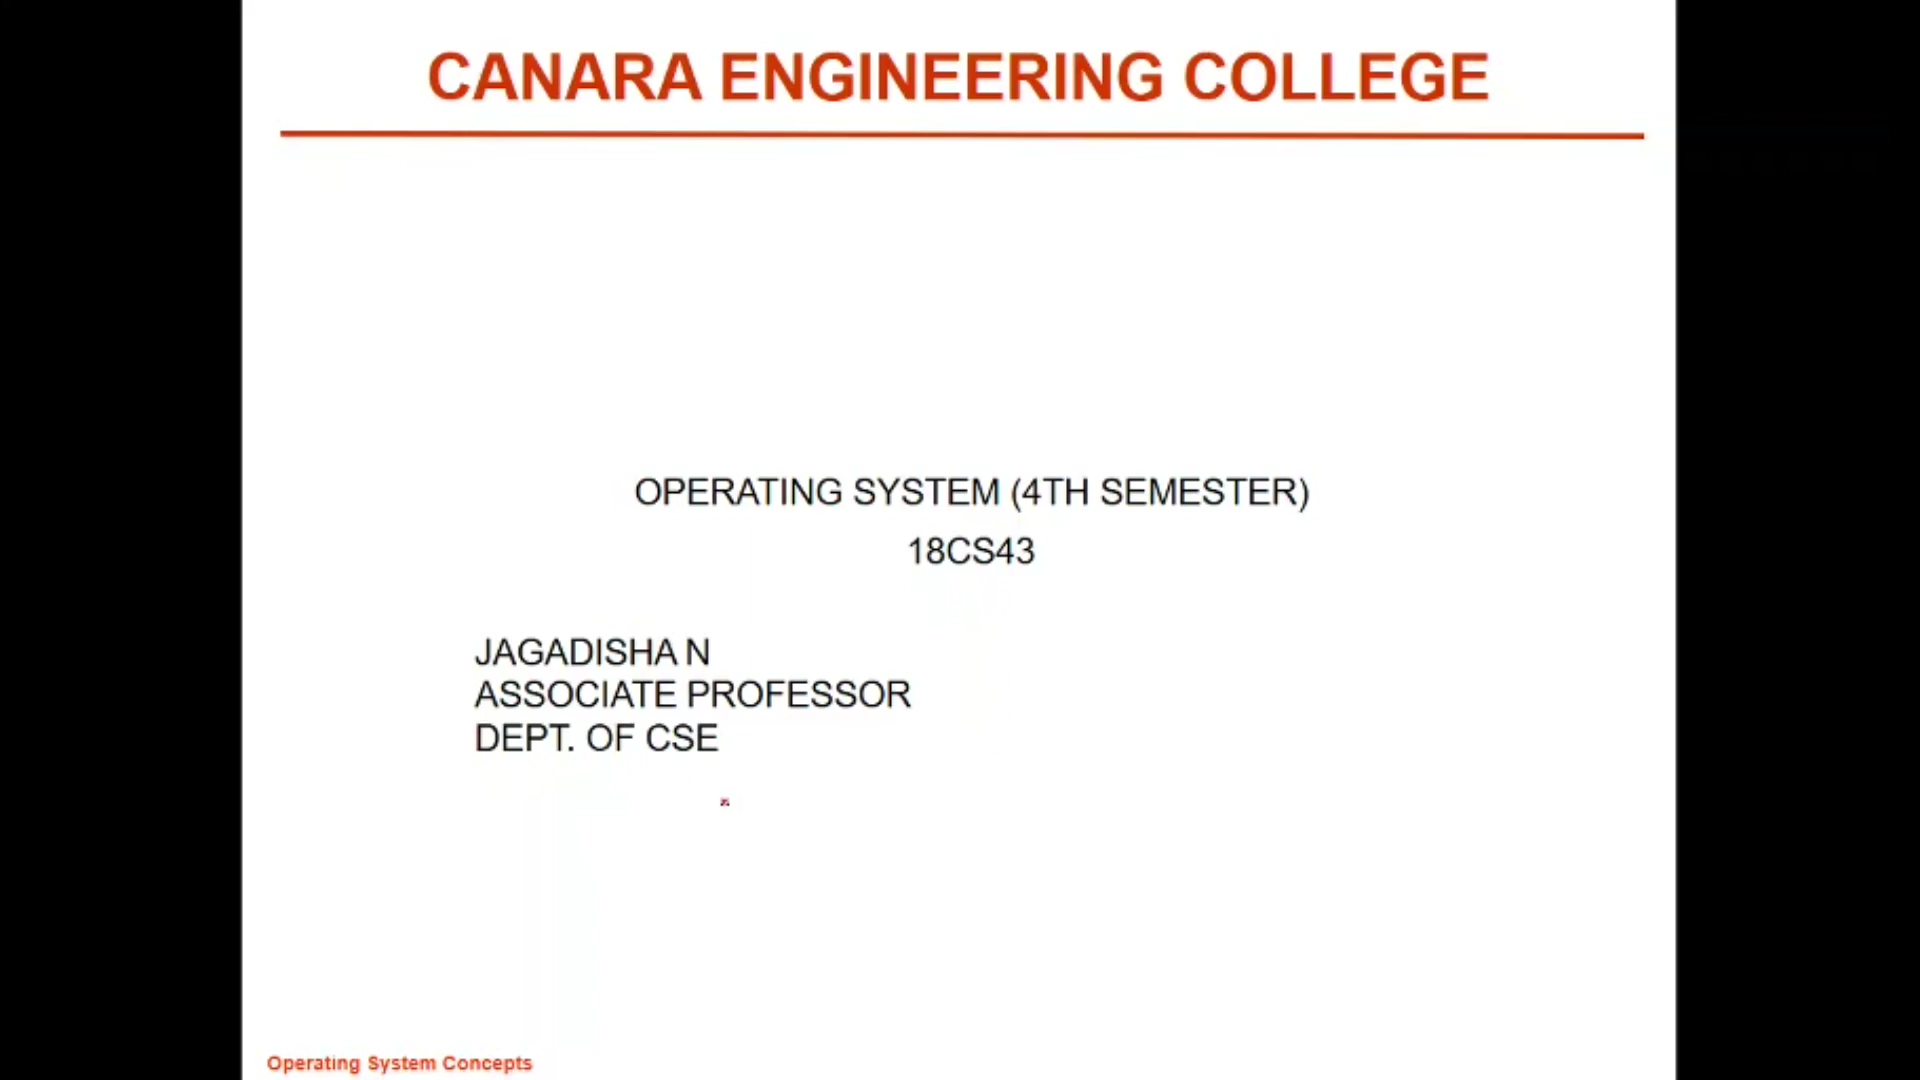 CANARA ENGINEERING COLLEGE
OPERATING SYSTEM (4TH SEMESTER)
18CS43
JAGADISHA N
ASSOCIATE PROFESSOR
DEPT. OF CSE
Operating System Concepts